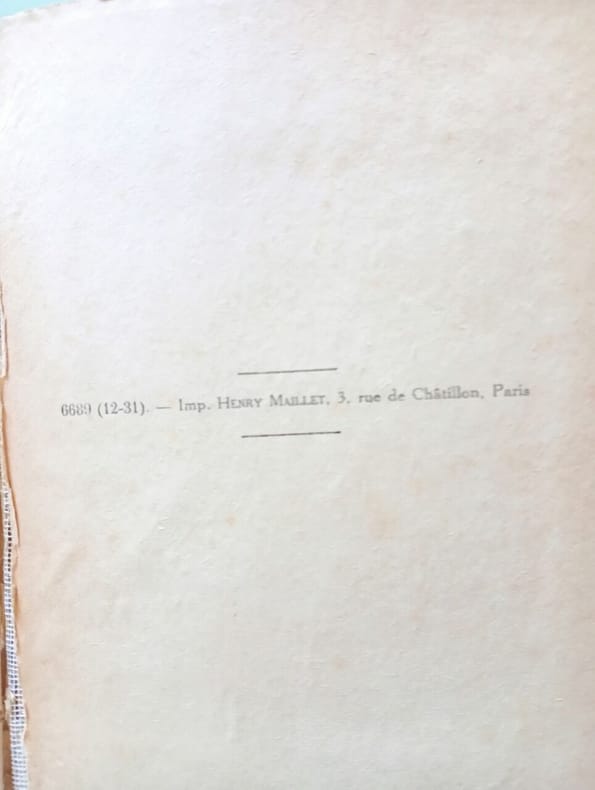 6689 (12-31). — Imp. HENRY MAILLET, 3, rue de Châtillon, Paris